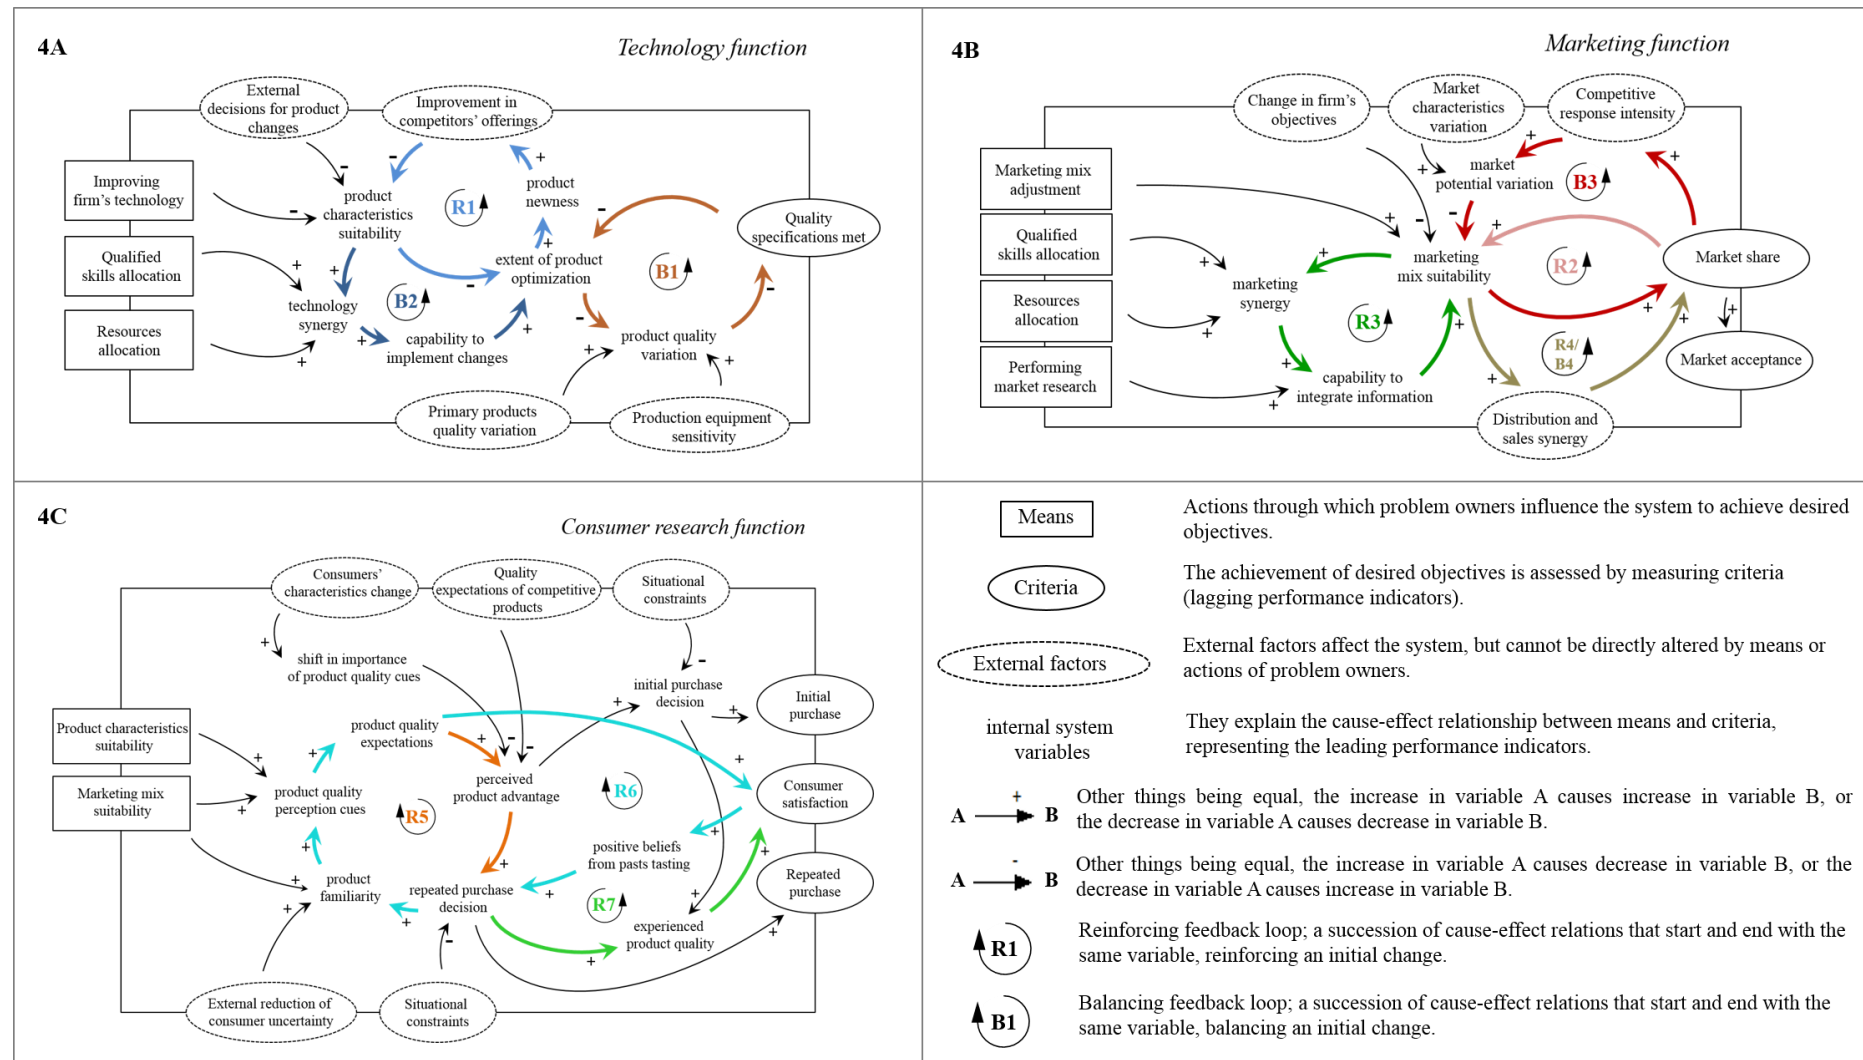 4A
Technology function
External
decisions for product
changes
Improvement in
competitors' offerings
Improving
firm's technology
Qualified
skills allocation
Resources
allocation
product
characteristics
suitability
product
newness
extent of product
optimization
technology
synergy
capability to
implement changes
product quality
variation
Quality
specifications met
Primary products
quality variation
Production equipment
sensitivity
R1
B1
B2
-
-
+
-
-
+
-
+
+
-
+
+
-
-
+
+
+
+
4B
Marketing function
Change in firm's
objectives
Market
characteristics
variation
Competitive
response intensity
Marketing mix
adjustment
Qualified
skills allocation
Resources
allocation
Performing
market research
market
potential variation
marketing
mix suitability
marketing
synergy
capability to
integrate information
Market share
Market acceptance
Distribution and
sales synergy
B3
R2
R3
R4/
B4
+
+
+
-
+
-
+
+
+
+
+
+
+
+
+
+
+
+
4C
Consumer research function
Consumers'
characteristics change
Quality
expectations of competitive
products
Situational
constraints
shift in importance
of product quality cues
initial purchase
decision
Initial
purchase
Product characteristics
suitability
product quality
expectations
Marketing mix
suitability
product quality
perception cues
perceived
product advantage
Consumer
satisfaction
positive beliefs
from pasts tasting
Repeated
purchase
product
familiarity
repeated purchase
decision
experienced
product quality
External reduction of
consumer uncertainty
Situational
constraints
R5
R6
R7
+
-
+
+
+
-
-
+
+
+
+
+
+
+
+
+
+
+
+
+
+
-
+
+
Means
Actions through which problem owners influence the system to achieve desired
objectives.
Criteria
The achievement of desired objectives is assessed by measuring criteria
(lagging performance indicators).
External factors
External factors affect the system, but cannot be directly altered by means or
actions of problem owners.
internal system
variables
They explain the cause-effect relationship between means and criteria,
representing the leading performance indicators.
A + B
Other things being equal, the increase in variable A causes increase in variable B, or
the decrease in variable A causes decrease in variable B.
A - B
Other things being equal, the increase in variable A causes decrease in variable B, or the
decrease in variable A causes increase in variable B.
R1
Reinforcing feedback loop; a succession of cause-effect relations that start and end with the
same variable, reinforcing an initial change.
B1
Balancing feedback loop; a succession of cause-effect relations that start and end with the
same variable, balancing an initial change.